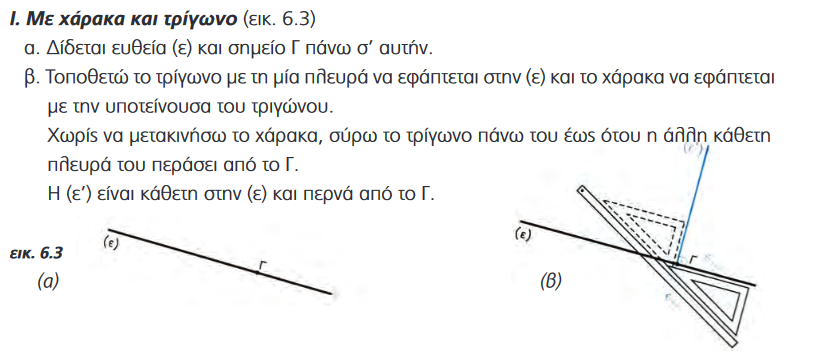 Ι. Με χάρακα και τρίγωνο (εικ. 6.3)
α. Δίδεται ευθεία (ε) και σημείο Γ πάνω σ' αυτήν.
β. Τοποθετώ το τρίγωνο με τη μία πλευρά να εφάπτεται στην (ε) και το χάρακα να εφάπτεται
με την υποτείνουσα του τριγώνου.
Χωρίς να μετακινήσω το χάρακα, σύρω το τρίγωνο πάνω του έως ότου η άλλη κάθετη
πλευρά του περάσει από το Γ.
Η (ε') είναι κάθετη στην (ε) και περνά από το Γ.
(ε')
(ε)
Γ
(ε)
Γ
εικ. 6.3
(α)
(β)